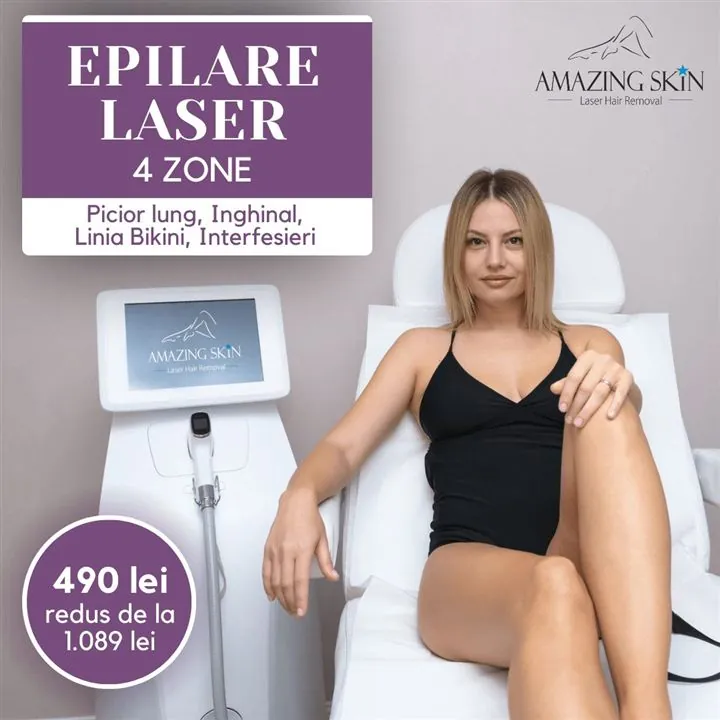 EPILARE
LASER
4 ZONE
Picior lung, Inghinal,
Linia Bikini, Interfesieri
AMAZING SKiN
Laser Hair Removal
AMAZING SKiN
Laser Hair Removal
490 lei
redus de la
1.089 lei